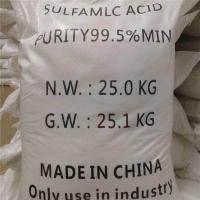 SULFAMLC ACID
PURITY99.5%MIN
N.W. : 25.0 KG
G.W. : 25.1 KG
MADE IN CHINA
Only use in industry